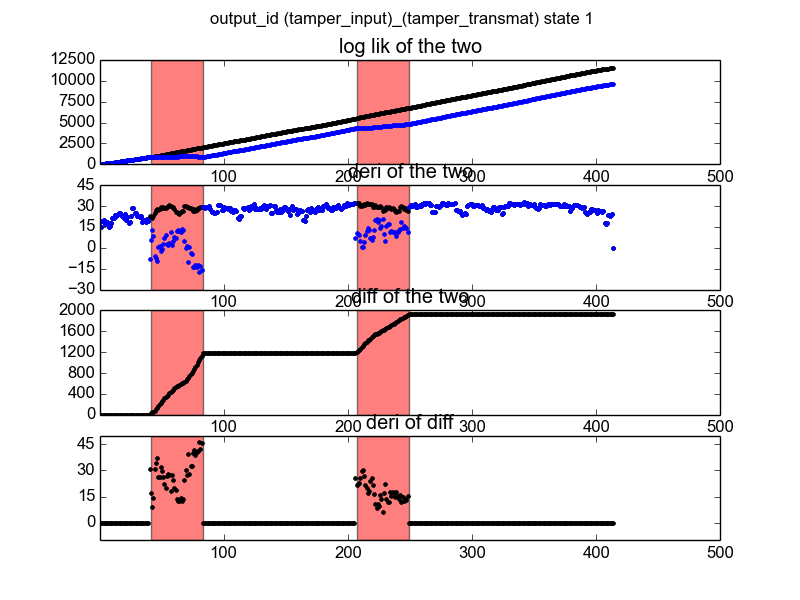 output_id (tamper_input)_(tamper_transmat) state 1
log lik of the two
12500
10000
7500
5000
2500
0
100 200 300 400 500
deri of the two
45
30
15
0
−15
−30
100 200 300 400 500
diff of the two
2000
1600
1200
800
400
0
100 200 300 400 500
deri of diff
45
30
15
0
100 200 300 400 500